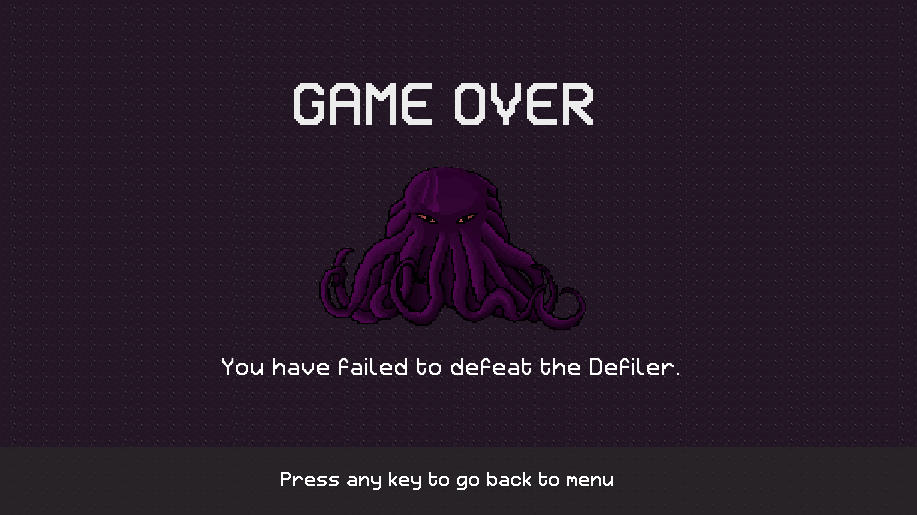 GAME OVER
You have failed to defeat the Defiler.
Press any key to go back to menu